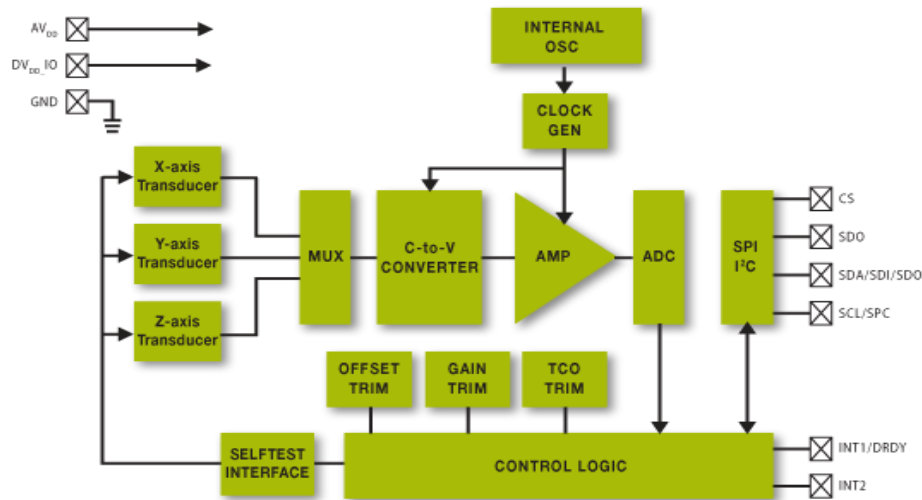 AVDD
DVDD_IO
GND
INTERNAL
OSC
CLOCK
GEN
X-axis
Transducer
Y-axis
Transducer
Z-axis
Transducer
MUX
C-to-V
CONVERTER
AMP
ADC
SPI
I²C
CS
SDO
SDA/SDI/SDO
SCL/SPC
OFFSET
TRIM
GAIN
TRIM
TCO
TRIM
SELFTEST
INTERFACE
CONTROL LOGIC
INT1/DRDY
INT2